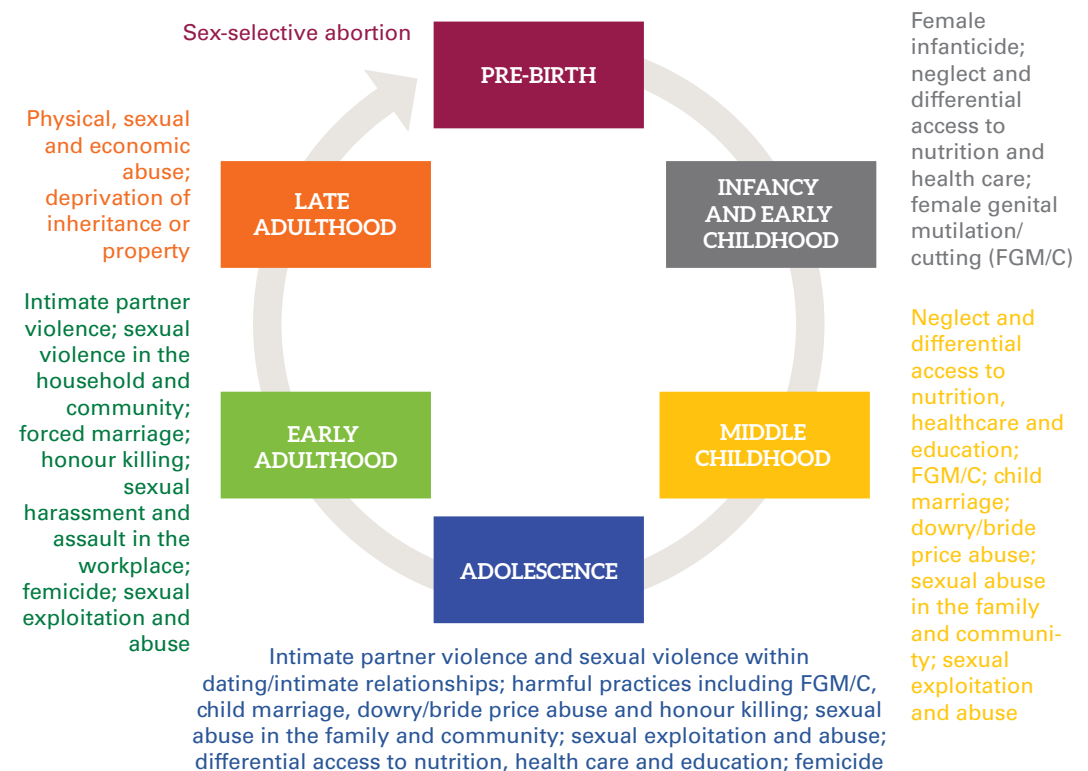 Sex-selective abortion
PRE-BIRTH
Female
infanticide;
neglect and
differential
access to
nutrition and
health care;
female genital
mutilation/
cutting (FGM/C)
INFANCY
AND EARLY
CHILDHOOD
Neglect and
differential
access to
nutrition,
healthcare and
education;
FGM/C; child
marriage;
dowry/bride
price abuse;
sexual abuse
in the family
and communi-
ty; sexual
exploitation
and abuse
MIDDLE
CHILDHOOD
ADOLESCENCE
Intimate partner violence and sexual violence within
dating/intimate relationships; harmful practices including FGM/C,
child marriage, dowry/bride price abuse and honour killing; sexual
abuse in the family and community; sexual exploitation and abuse;
differential access to nutrition, health care and education; femicide
Intimate partner
violence; sexual
violence in the
household and
community;
forced marriage;
honour killing;
sexual
harassment and
assault in the
workplace;
femicide; sexual
exploitation and
abuse
EARLY
ADULTHOOD
Physical, sexual
and economic
abuse;
deprivation of
inheritance or
property
LATE
ADULTHOOD